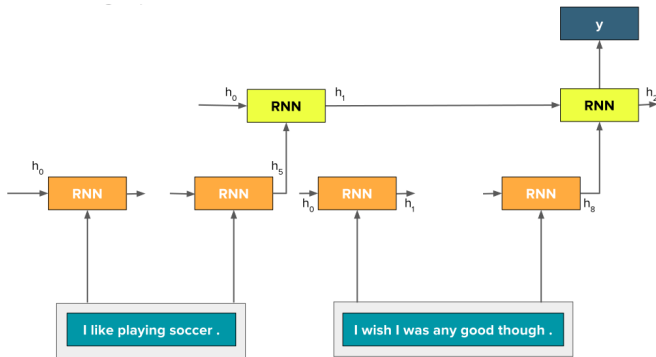 y
h0
RNN
h1
RNN
h2
h0
RNN
RNN
h5
h0
RNN
h1
RNN
h8
I like playing soccer .
I wish I was any good though .